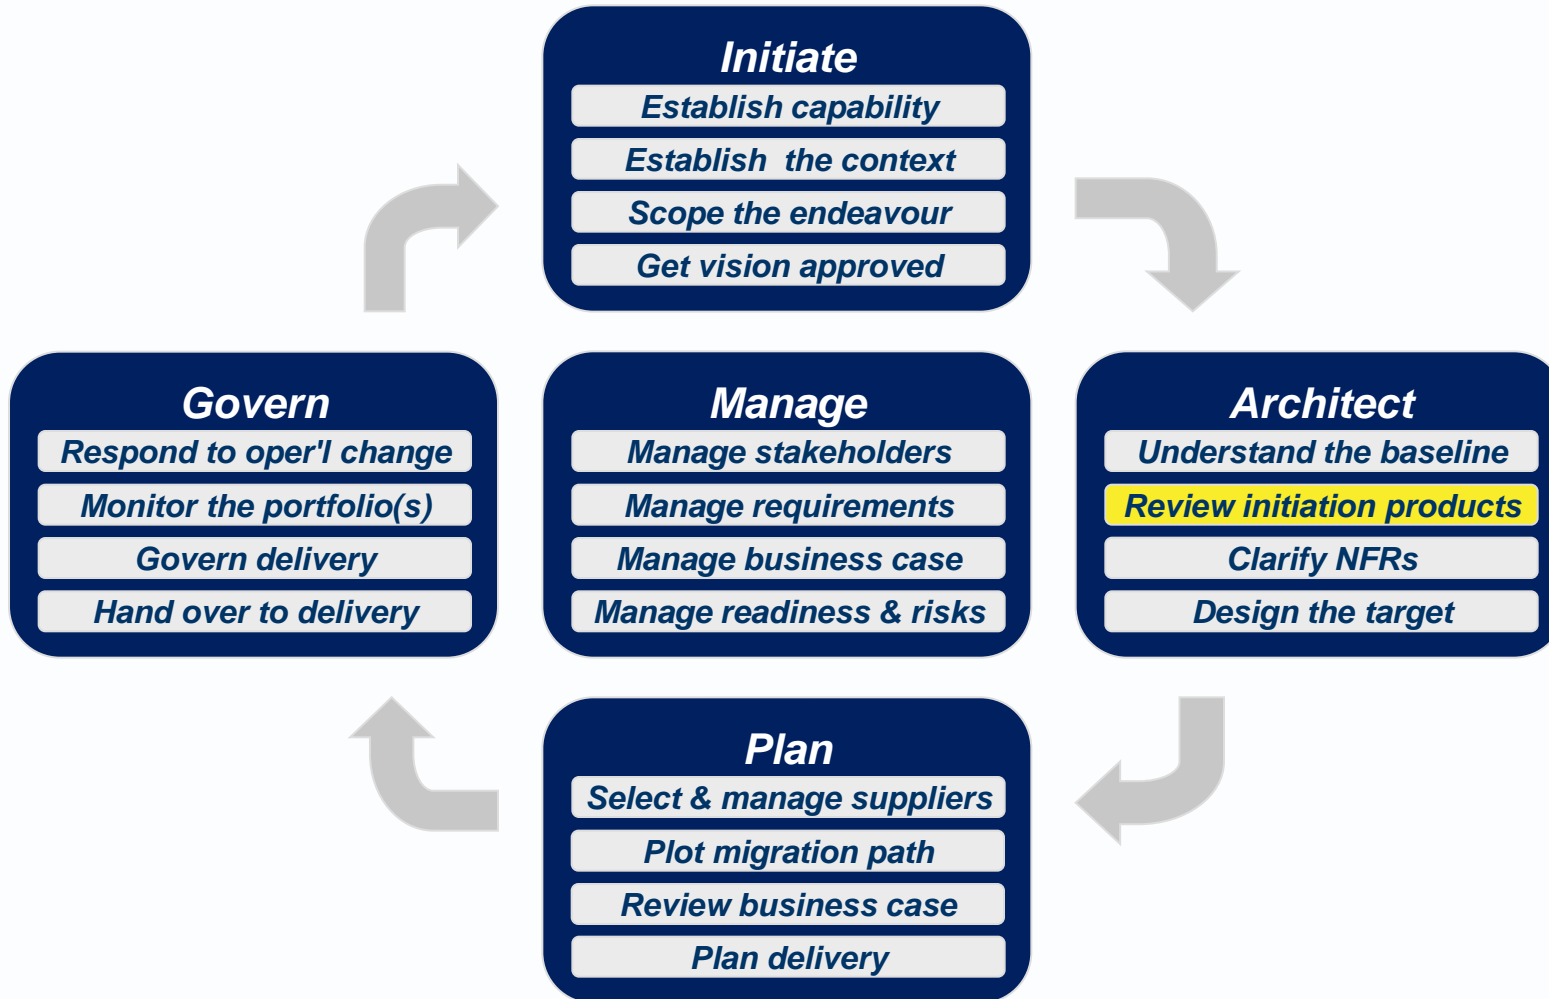 Initiate
Establish capability
Establish the context
Scope the endeavour
Get vision approved
Govern
Respond to oper'l change
Monitor the portfolio(s)
Govern delivery
Hand over to delivery
Manage
Manage stakeholders
Manage requirements
Manage business case
Manage readiness & risks
Architect
Understand the baseline
Review initiation products
Clarify NFRs
Design the target
Plan
Select & manage suppliers
Plot migration path
Review business case
Plan delivery